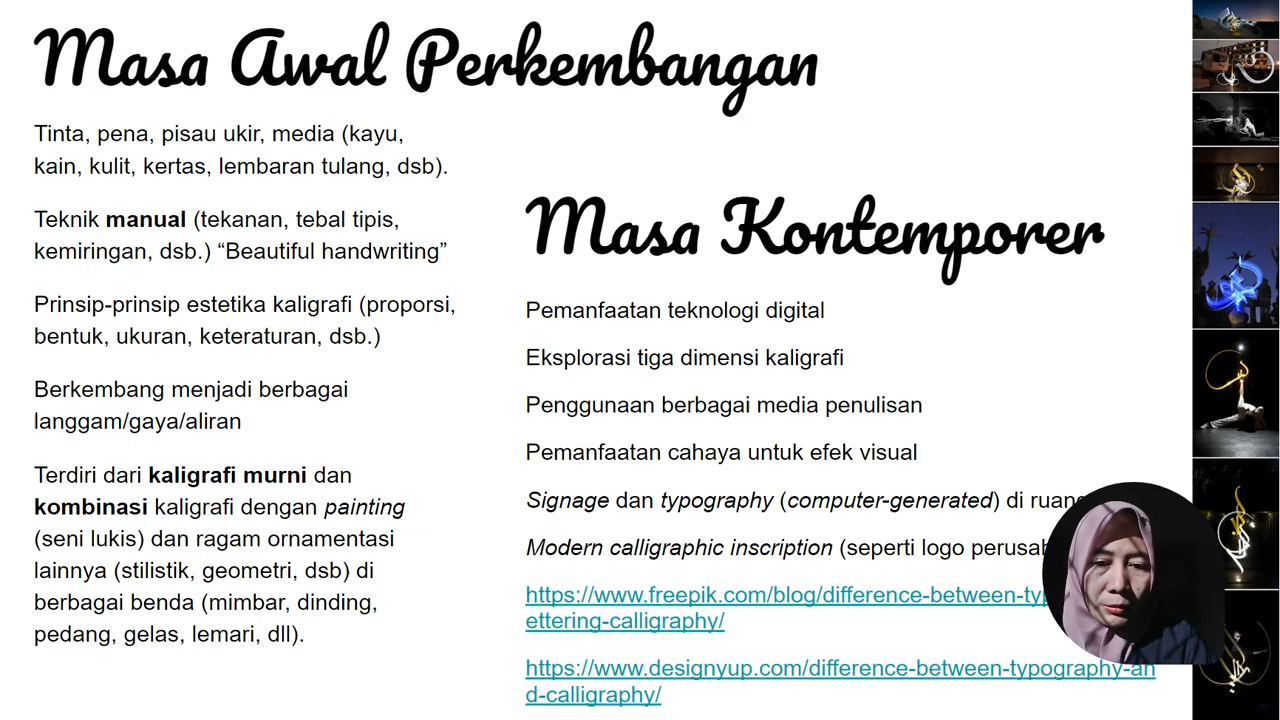 Masa Awal Perkembangan
Tinta, pena, pisau ukir, media (kayu,
kain, kulit, kertas, lembaran tulang, dsb).
Teknik manual (tekanan, tebal tipis,
kemiringan, dsb.) “Beautiful handwriting”
Prinsip-prinsip estetika kaligrafi (proporsi,
bentuk, ukuran, keteraturan, dsb.)
Berkembang menjadi berbagai
langgam/gaya/aliran
Terdiri dari kaligrafi murni dan
kombinasi kaligrafi dengan painting
(seni lukis) dan ragam ornamentasi
lainnya (stilistik, geometri, dsb) di
berbagai benda (mimbar, dinding,
pedang, gelas, lemari, dll).
Masa Kontemporer
Pemanfaatan teknologi digital
Eksplorasi tiga dimensi kaligrafi
Penggunaan berbagai media penulisan
Pemanfaatan cahaya untuk efek visual
Signage dan typography (computer-generated) di
Modern calligraphic inscription (seperti logo
https://www.freepik.com/blog/difference-between-
ettering-calligraphy/
https://www.designyup.com/difference-between-typography-an
d-calligraphy/